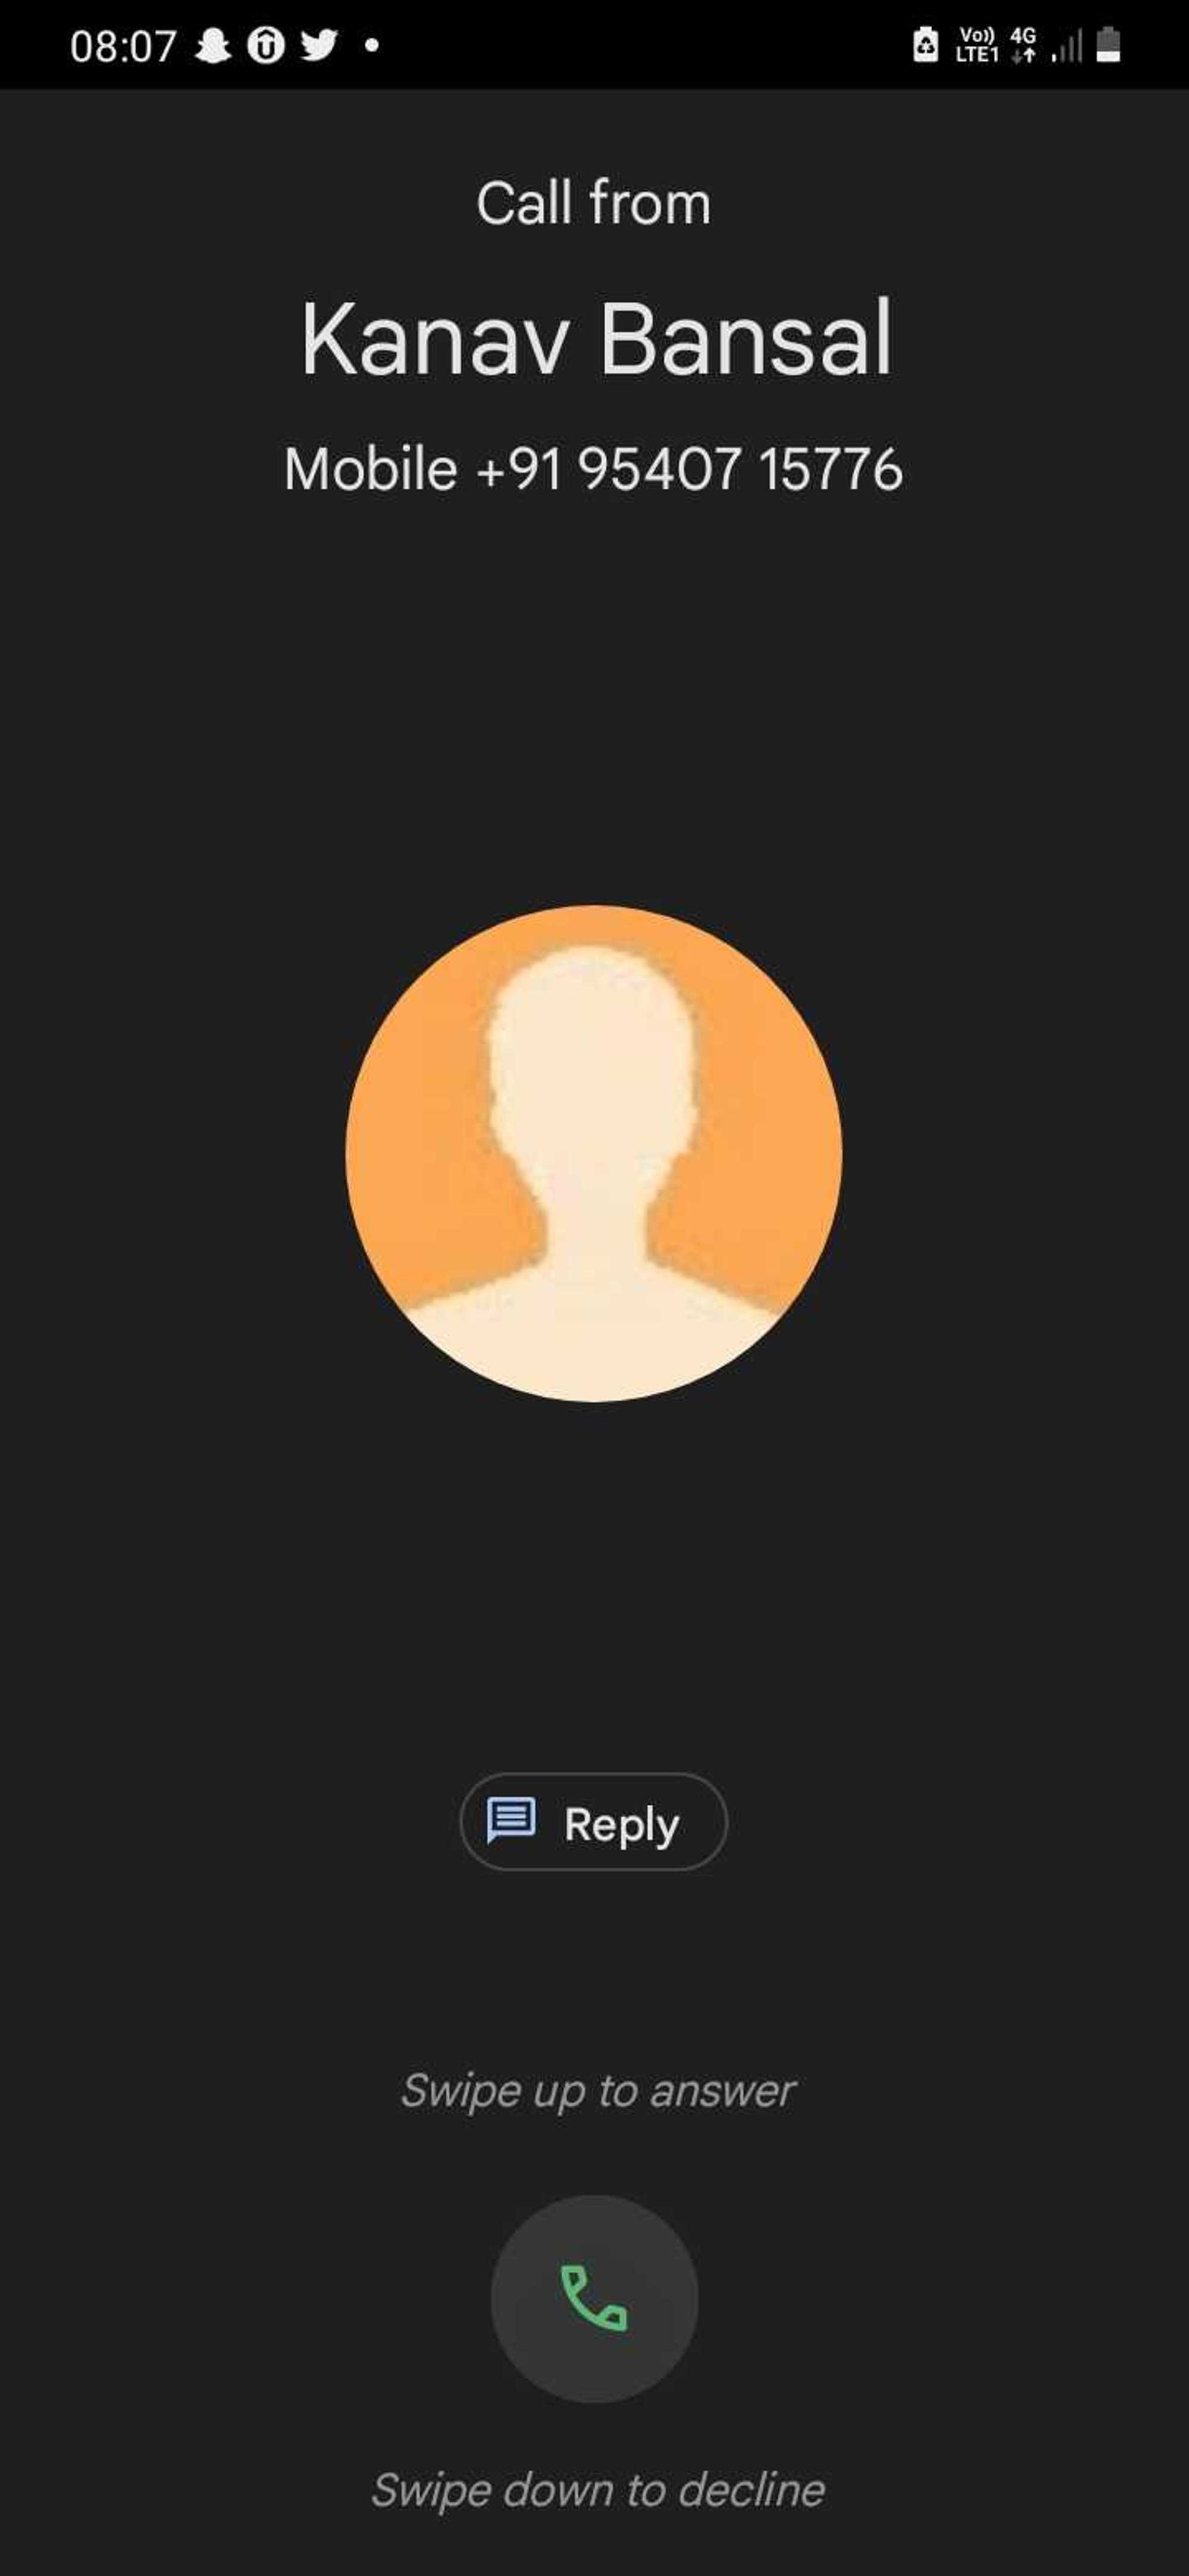 08:07 Vo)) 4G
LTE1
Call from
Kanav Bansal
Mobile +91 95407 15776
Reply
Swipe up to answer
Swipe down to decline